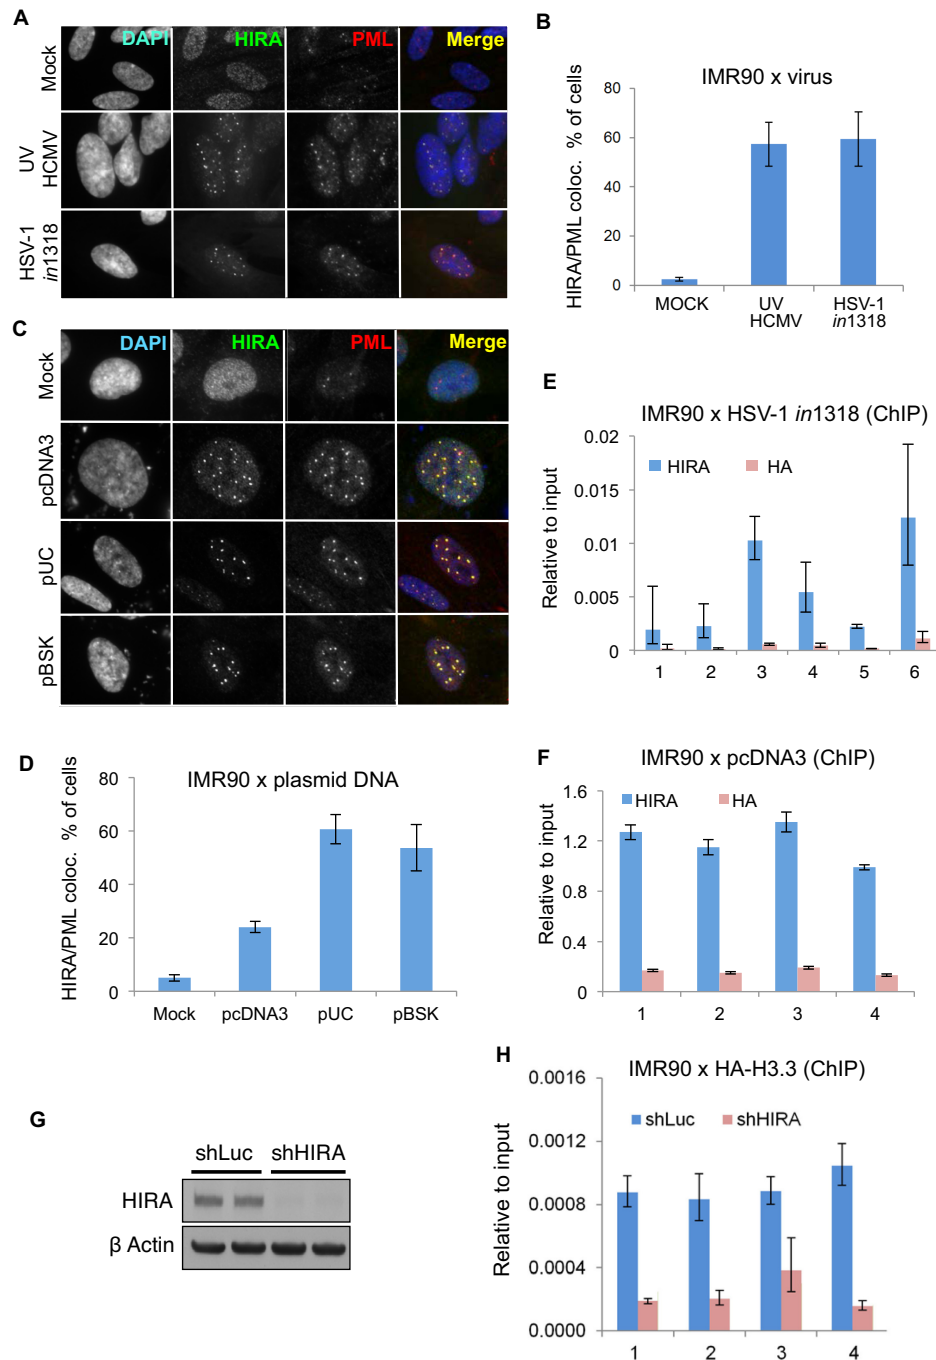 A
DAPI HIRA PML Merge
Mock
UV
HCMV
HSV-1
in1318
B
IMR90 x virus
HIRA/PML coloc. % of cells
80
60
40
20
0
MOCK UV HSV-1
HCMV in1318
C
DAPI HIRA PML Merge
Mock
pcDNA3
pUC
pBSK
E
IMR90 x HSV-1 in1318 (ChIP)
HIRA HA
Relative to input
0.02
0.015
0.01
0.005
0
1 2 3 4 5 6
D
IMR90 x plasmid DNA
HIRA/PML coloc. % of cells
80
60
40
20
0
Mock pcDNA3 pUC pBSK
F
IMR90 x pcDNA3 (ChIP)
HIRA HA
Relative to input
1.6
1.2
0.8
0.4
0
1 2 3 4
G
shLuc shHIRA
HIRA
β Actin
H
IMR90 x HA-H3.3 (ChIP)
shLuc shHIRA
Relative to input
0.0016
0.0012
0.0008
0.0004
0.0000
1 2 3 4